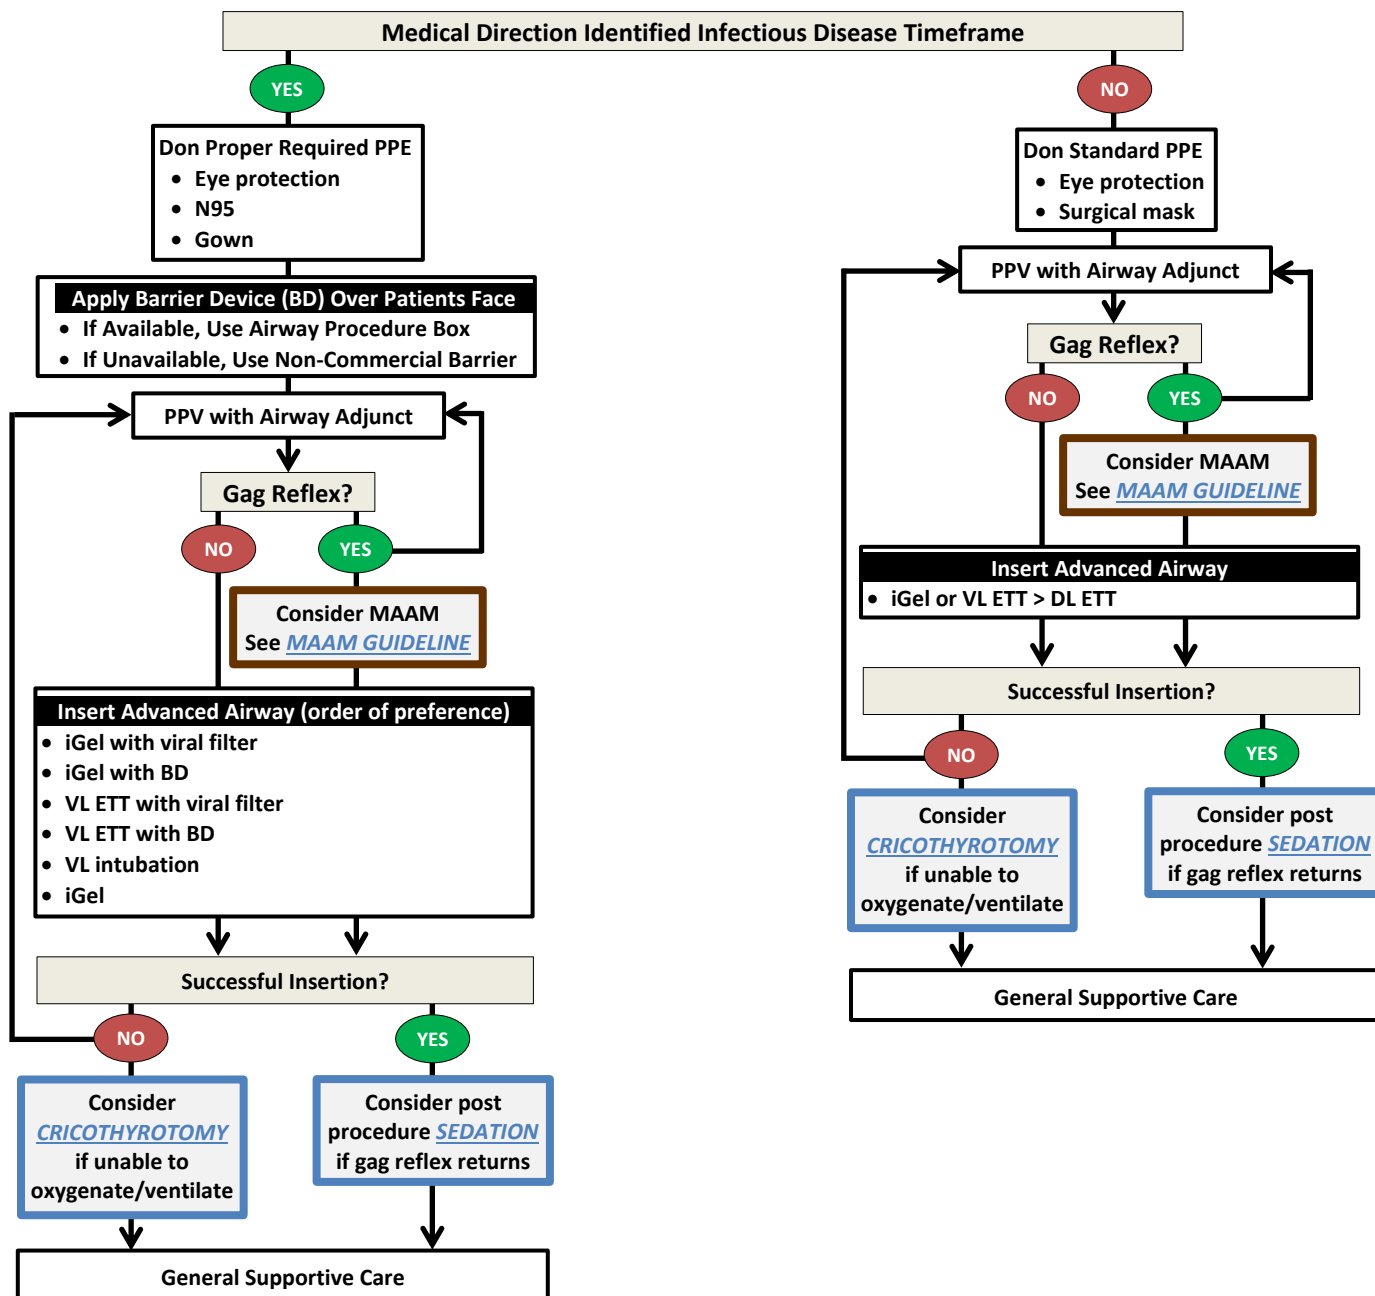 Medical Direction Identified Infectious Disease Timeframe
YES
Don Proper Required PPE
• Eye protection
• N95
• Gown
Apply Barrier Device (BD) Over Patients Face
• If Available, Use Airway Procedure Box
• If Unavailable, Use Non-Commercial Barrier
PPV with Airway Adjunct
Gag Reflex?
NO
YES
Consider MAAM
See MAAM GUIDELINE
Insert Advanced Airway (order of preference)
• iGel with viral filter
• iGel with BD
• VL ETT with viral filter
• VL ETT with BD
• VL intubation
• iGel
Successful Insertion?
NO
YES
Consider
CRICOTHYROTOMY
if unable to
oxygenate/ventilate
Consider post
procedure SEDATION
if gag reflex returns
General Supportive Care
NO
Don Standard PPE
• Eye protection
• Surgical mask
PPV with Airway Adjunct
Gag Reflex?
NO
YES
Consider MAAM
See MAAM GUIDELINE
Insert Advanced Airway
• iGel or VL ETT > DL ETT
Successful Insertion?
NO
YES
Consider
CRICOTHYROTOMY
if unable to
oxygenate/ventilate
Consider post
procedure SEDATION
if gag reflex returns
General Supportive Care